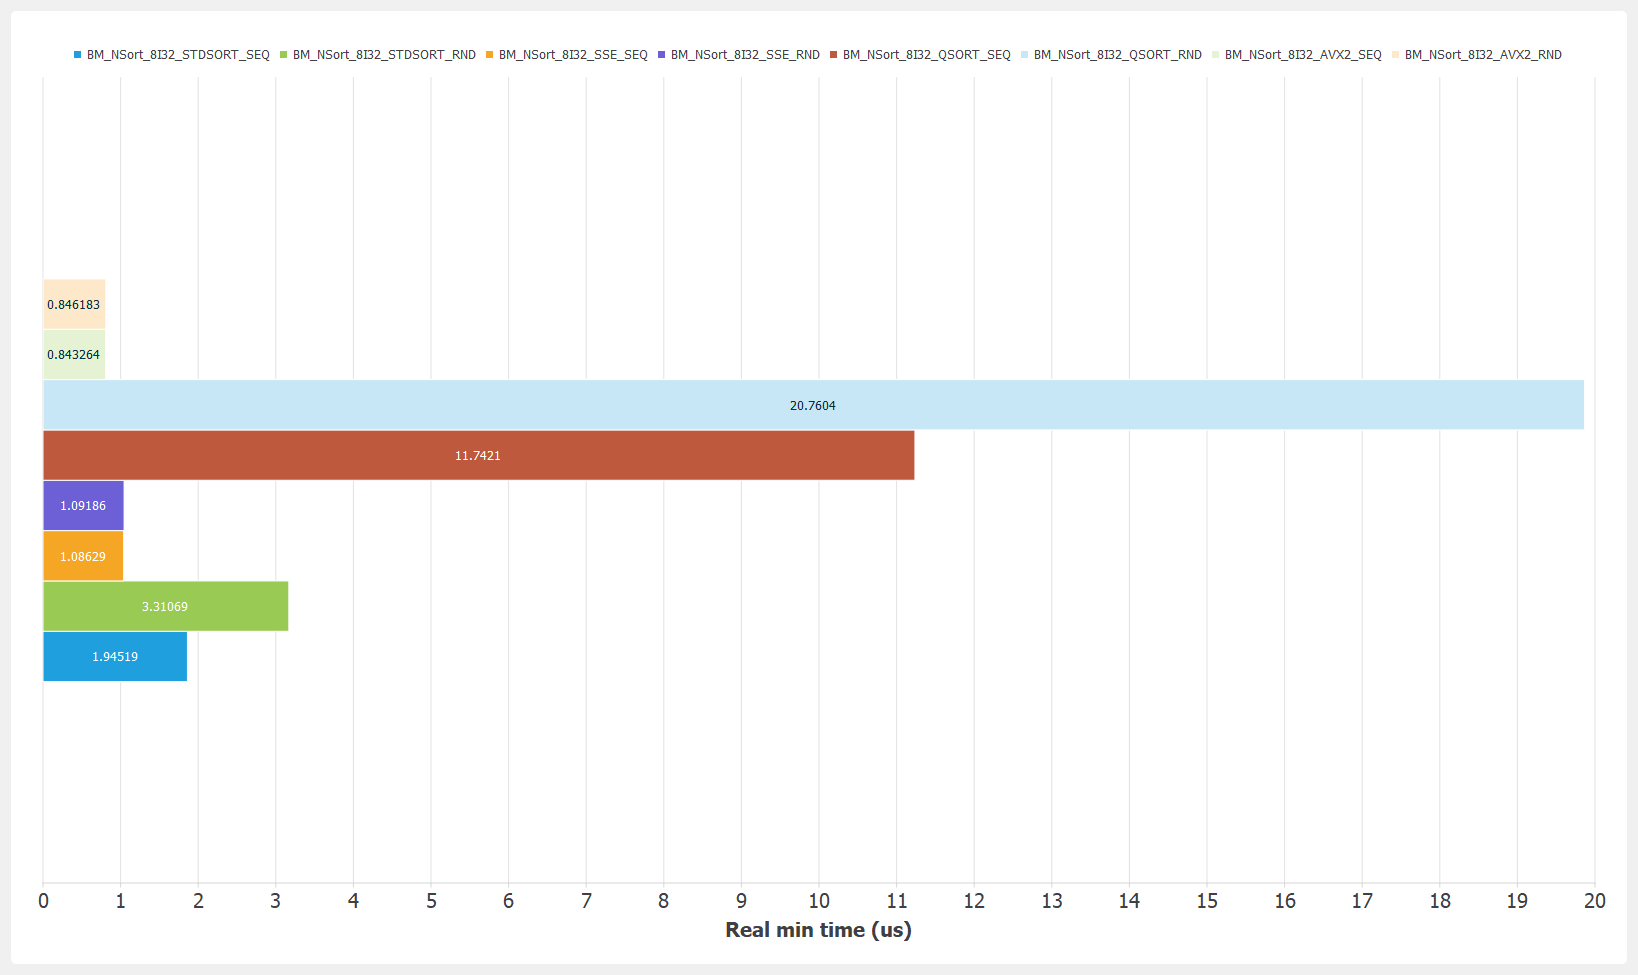 BM_NSort_8I32_STDSORT_SEQ BM_NSort_8I32_STDSORT_RND BM_NSort_8I32_SSE_SEQ BM_NSort_8I32_SSE_RND BM_NSort_8I32_QSORT_SEQ BM_NSort_8I32_QSORT_RND BM_NSort_8I32_AVX2_SEQ BM_NSort_8I32_AVX2_RND
0.846183
0.843264
20.7604
11.7421
1.09186
1.08629
3.31069
1.94519
0 1 2 3 4 5 6 7 8 9 10 11 12 13 14 15 16 17 18 19 20
Real min time (us)